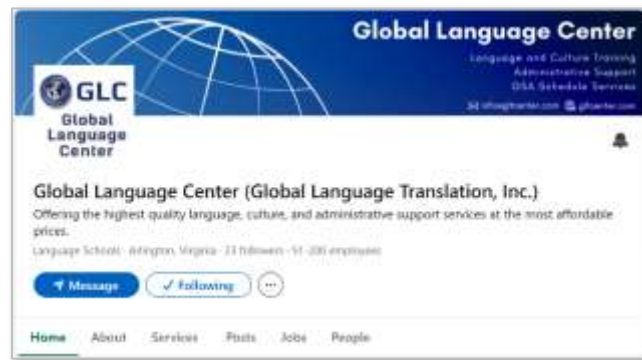 Global Language Center
Language and Culture Training
Administrative Support
GSA Schedule Services
GLC
Global
Language
Center
Global Language Center (Global Language Translation, Inc.)
Offering the highest quality language, culture, and administrative support services at the most affordable
prices.
Language Schools · Arlington, Virginia · 23 followers · 51-200 employees
Message
Following
Home About Services Posts Jobs People